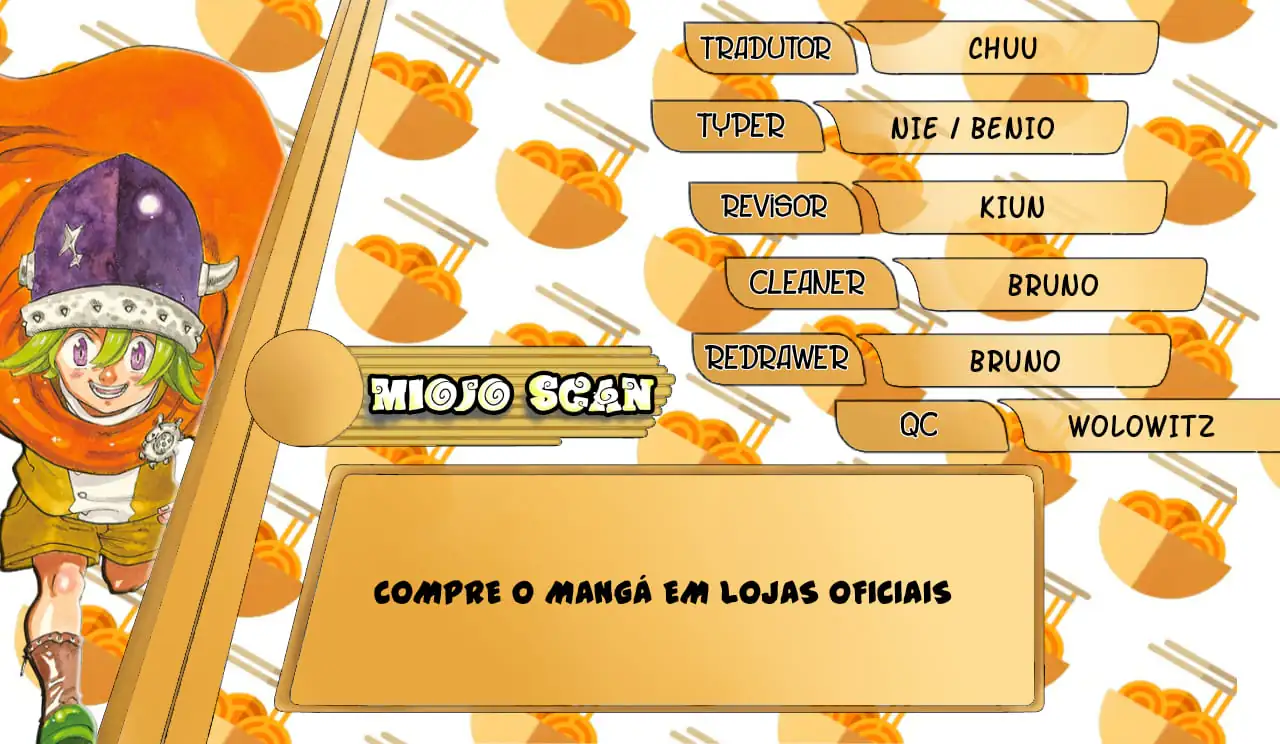 TRADUTOR CHUU
TYPER NIE / BENIO
REVISOR KIUN
CLEANER BRUNO
REDRAWER BRUNO
MIOJO SCAN
QC WOLOWITZ
COMPRE O MANGÁ EM LOJAS OFICIAIS